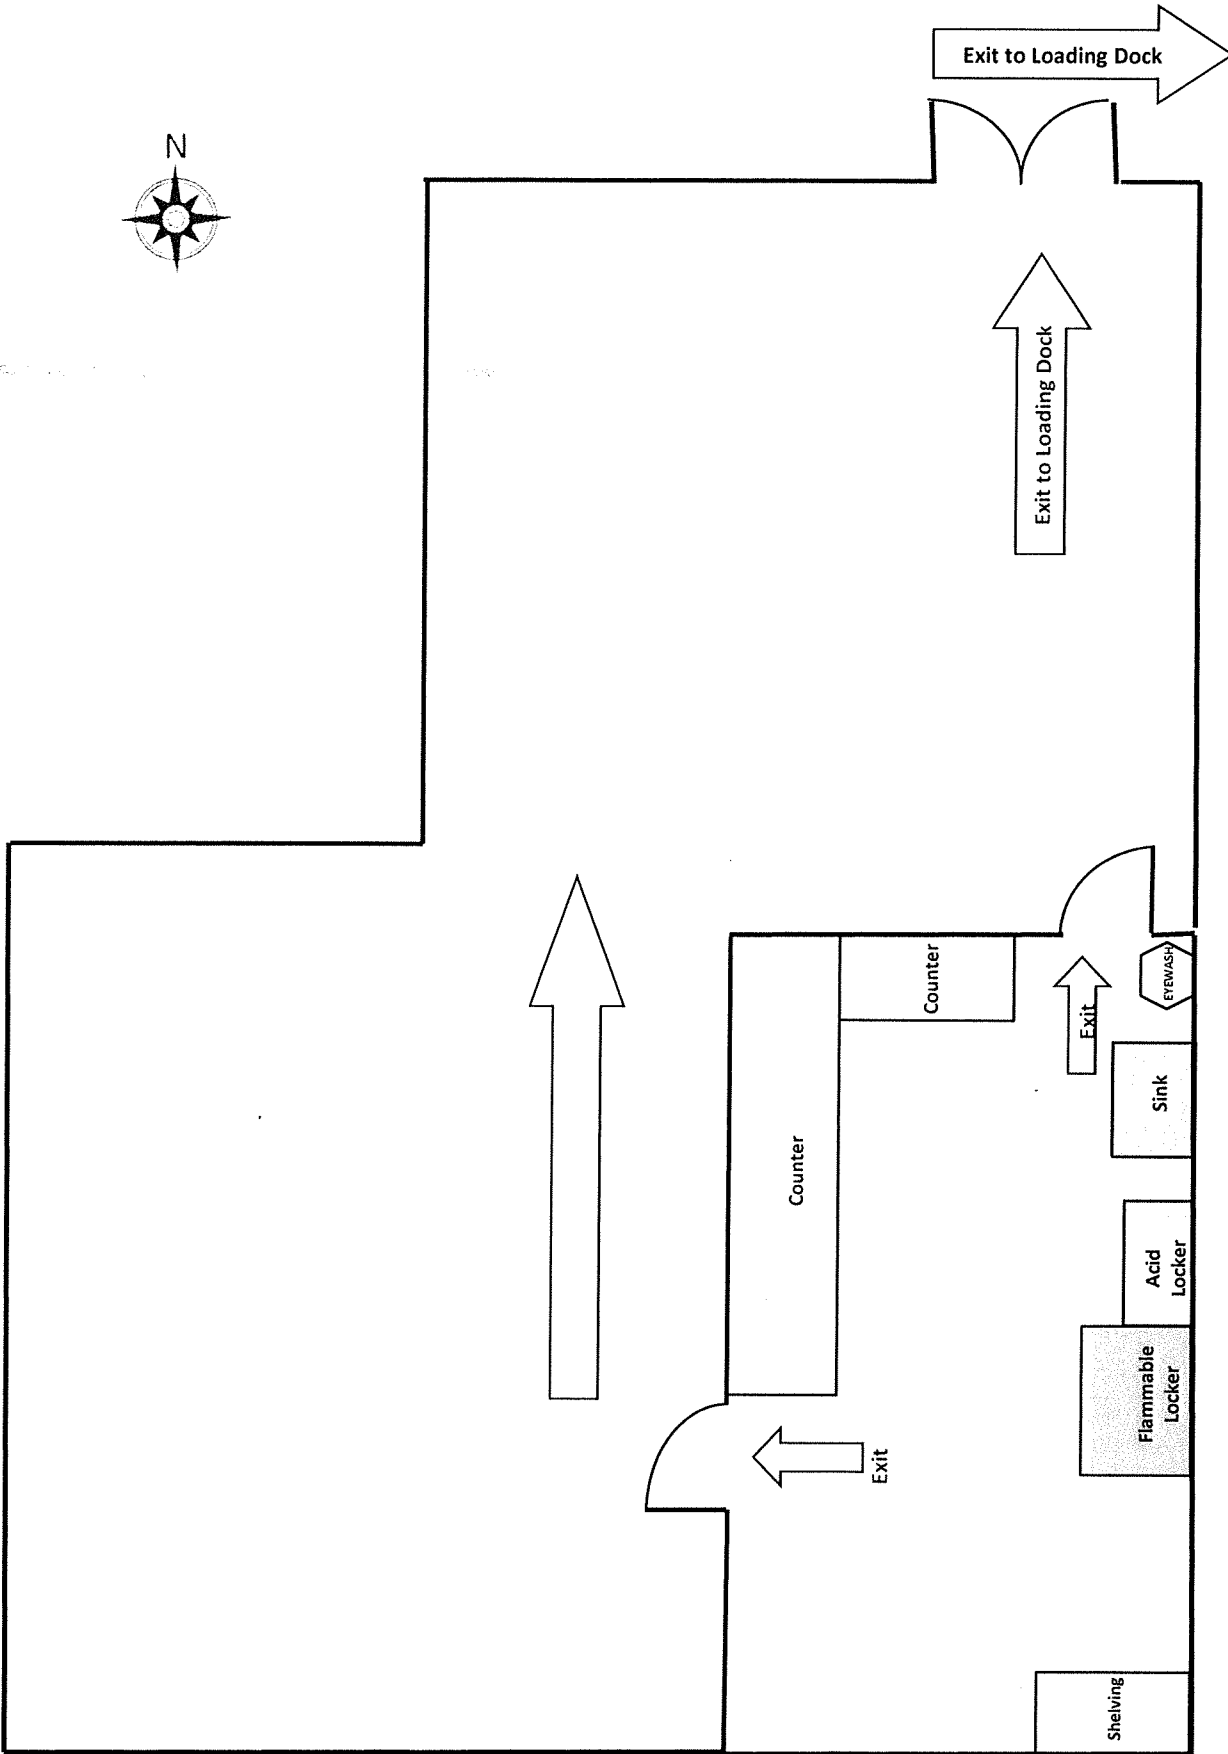 Exit to Loading Dock
N
Exit to Loading Dock
Counter
Counter
EYEWASH
Exit
Sink
Acid
Locker
Flammable
Locker
Exit
Shelving